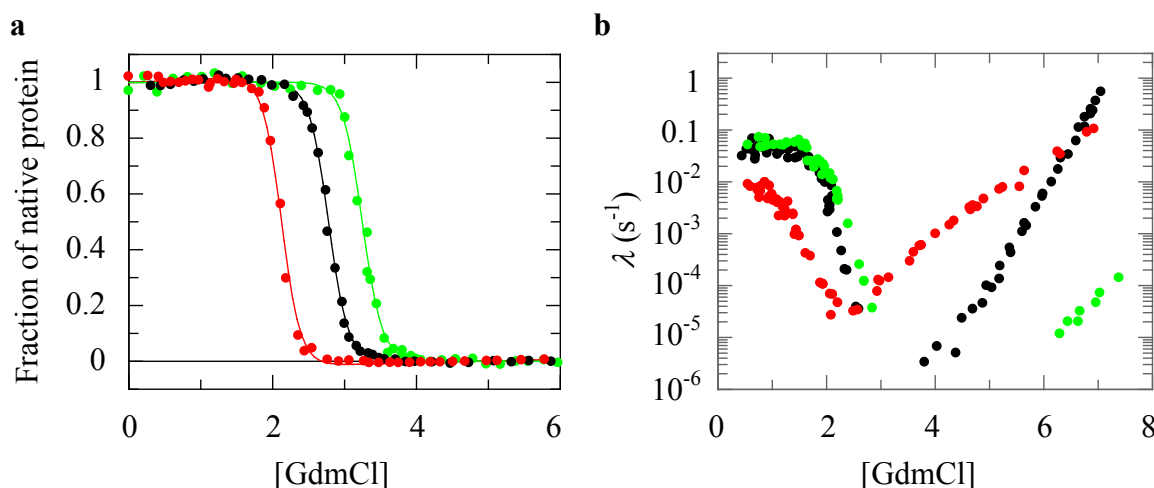 a
Fraction of native protein
1
0.8
0.6
0.4
0.2
0
0 2 4 6
[GdmCl]
b
λ (s⁻¹)
1
0.1
10⁻²
10⁻³
10⁻⁴
10⁻⁵
10⁻⁶
0 2 4 6 8
[GdmCl]